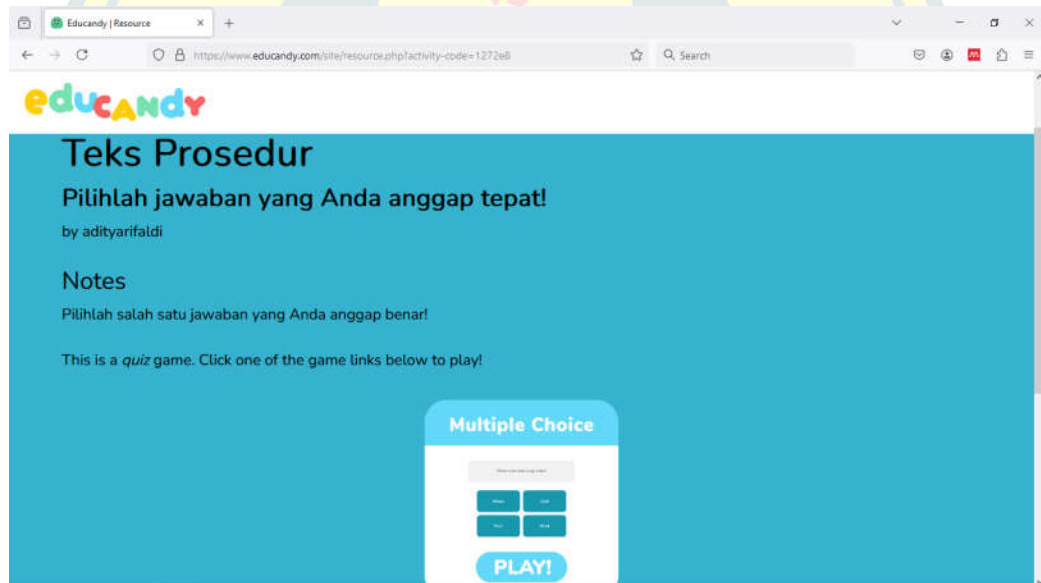 Educandy | Resource
https://www.educandy.com/site/resource.php?activity-code=1272e8
Search
educandy
Teks Prosedur
Pilihlah jawaban yang Anda anggap tepat!
by adityarifaldi
Notes
Pilihlah salah satu jawaban yang Anda anggap benar!
This is a quiz game. Click one of the game links below to play!
Multiple Choice
PLAY!